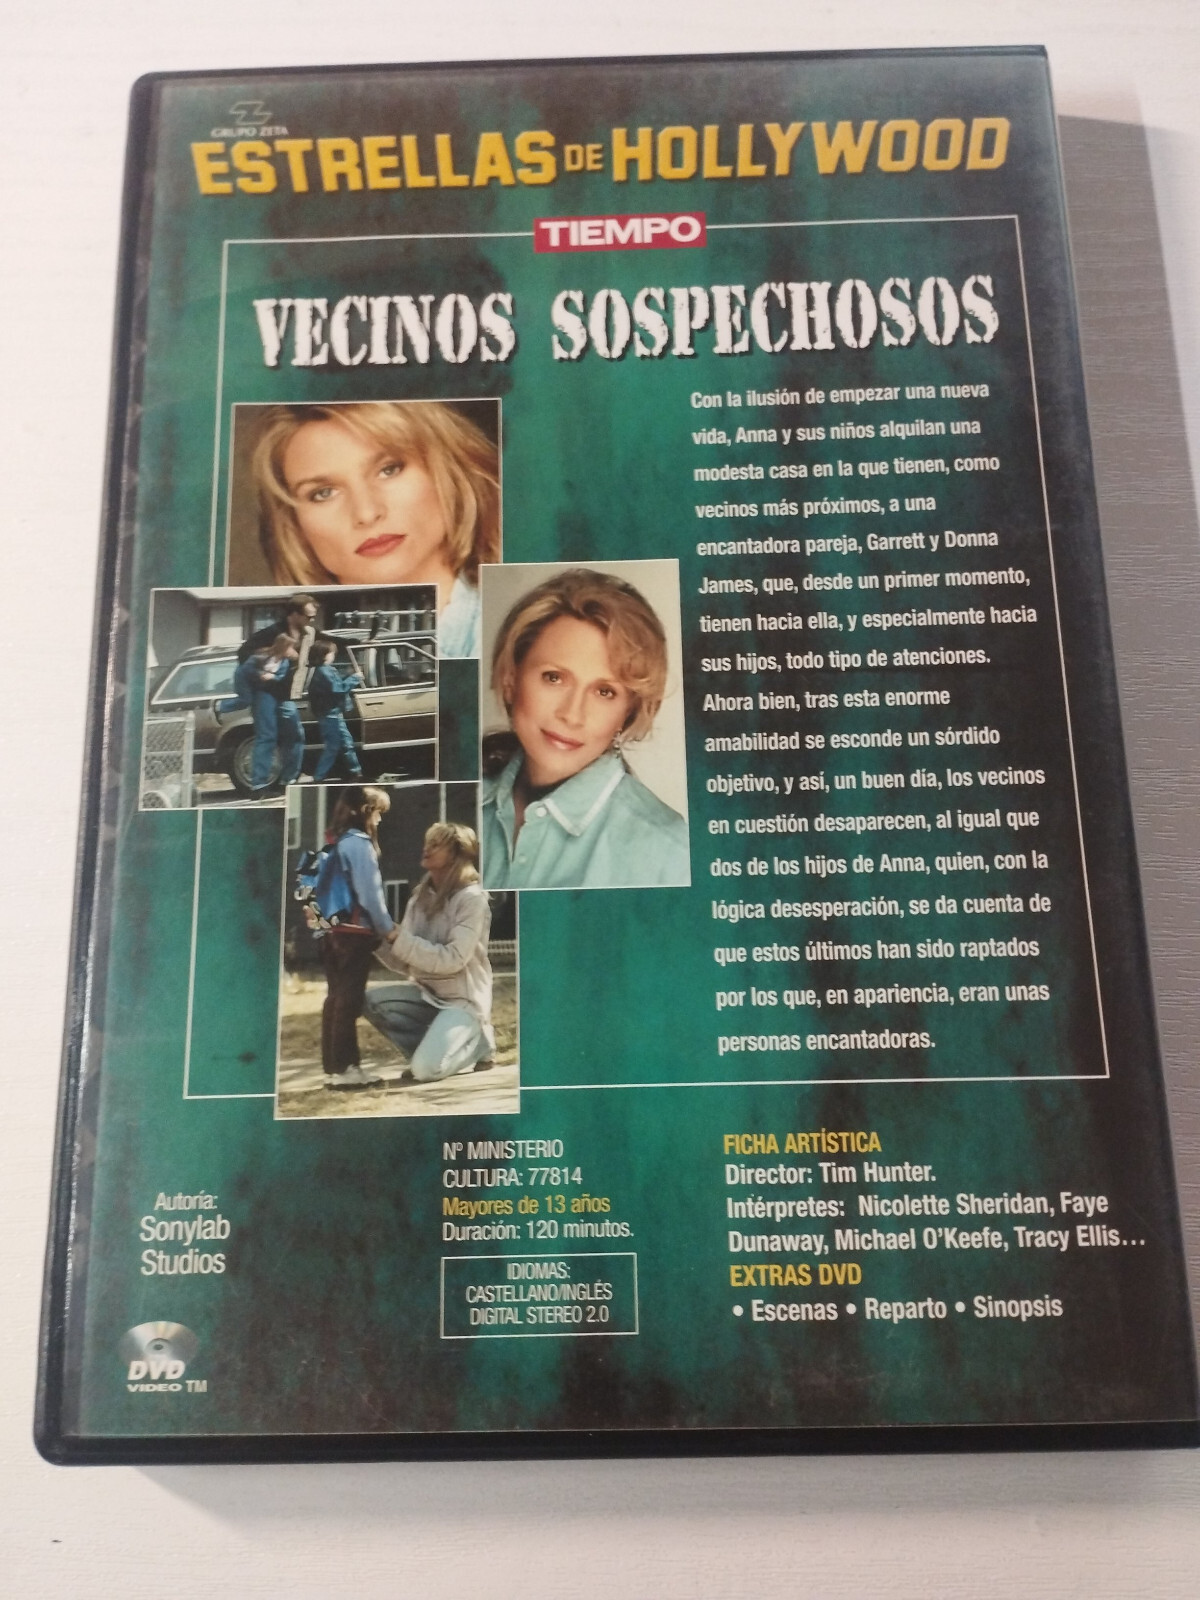 GRUPO ZETA
ESTRELLAS DE HOLLYWOOD
TIEMPO
VECINOS SOSPECHOSOS
Con la ilusión de empezar una nueva
vida, Anna y sus niños alquilan una
modesta casa en la que tienen, como
vecinos más próximos, a una
encantadora pareja, Garrett y Donna
James, que, desde un primer momento,
tienen hacia ella, y especialmente hacia
sus hijos, todo tipo de atenciones.
Ahora bien, tras esta enorme
amabilidad se esconde un sórdido
objetivo, y así, un buen día, los vecinos
en cuestión desaparecen, al igual que
dos de los hijos de Anna, quien, con la
lógica desesperación, se da cuenta de
que estos últimos han sido raptados
por los que, en apariencia, eran unas
personas encantadoras.
Autoría:
Sonylab
Studios
DVD
VIDEO TM
Nº MINISTERIO
CULTURA: 77814
Mayores de 13 años
Duración: 120 minutos.
IDIOMAS:
CASTELLANO/INGLÉS
DIGITAL STEREO 2.0
FICHA ARTÍSTICA
Director: Tim Hunter.
Intérpretes: Nicolette Sheridan, Faye
Dunaway, Michael O'Keefe, Tracy Ellis...
EXTRAS DVD
• Escenas • Reparto • Sinopsis